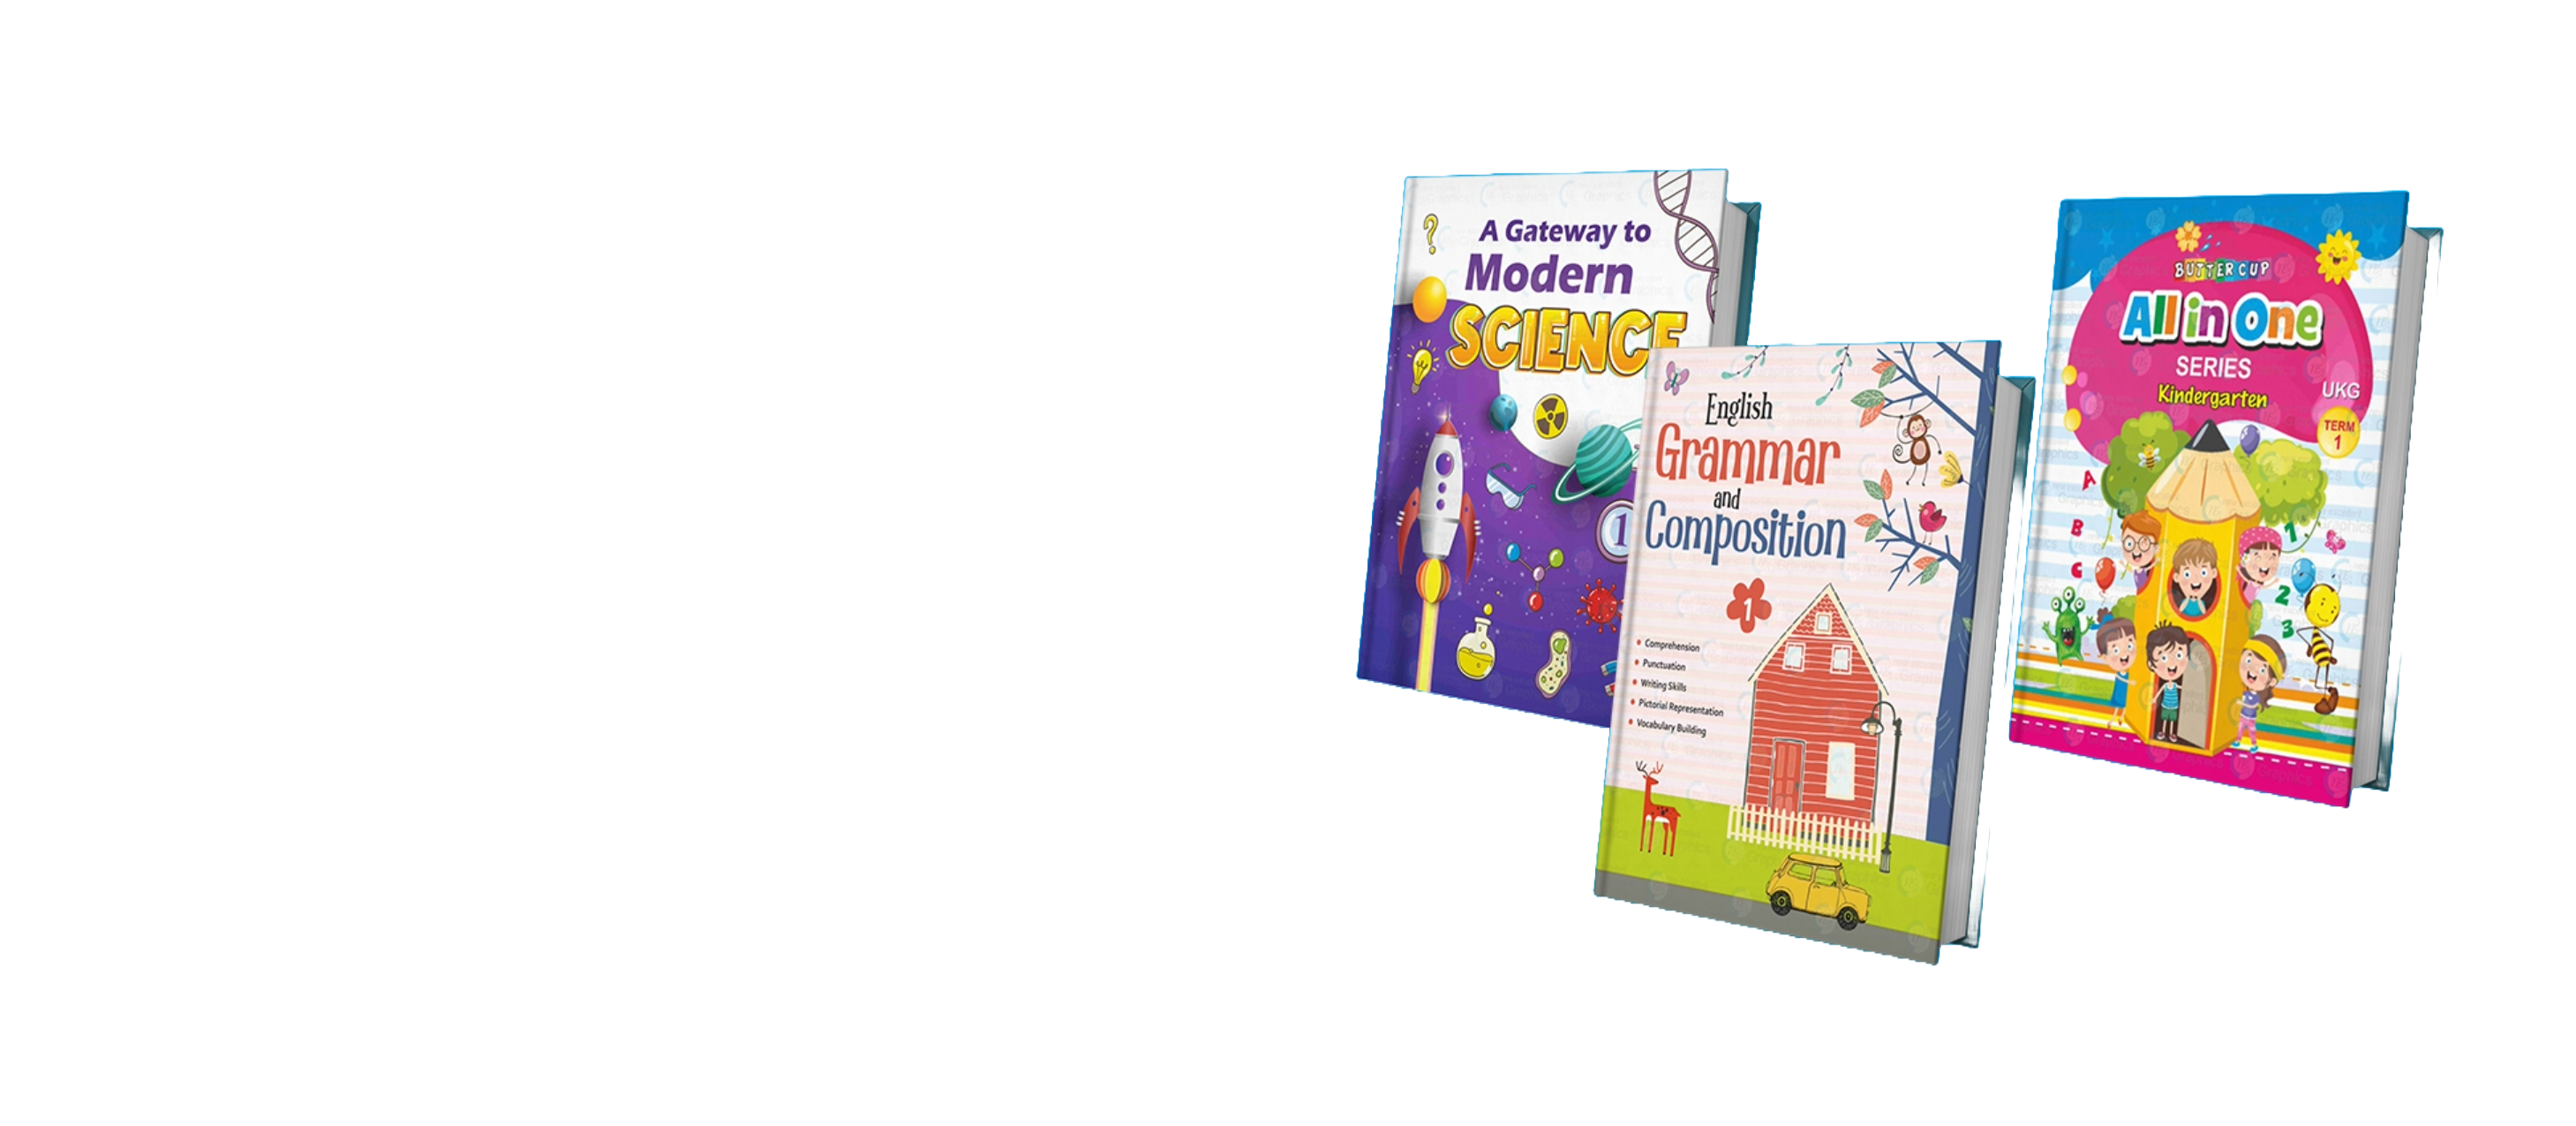 A Gateway to
Modern
SCIENCE
1
English
Grammar
and
Composition
1
Comprehension
Punctuation
Writing Skills
Pictorial Representation
Vocabulary Building
BUTTER CUP
All in One
SERIES
Kindergarten
UKG
TERM
1
A
B
C
1
2
3